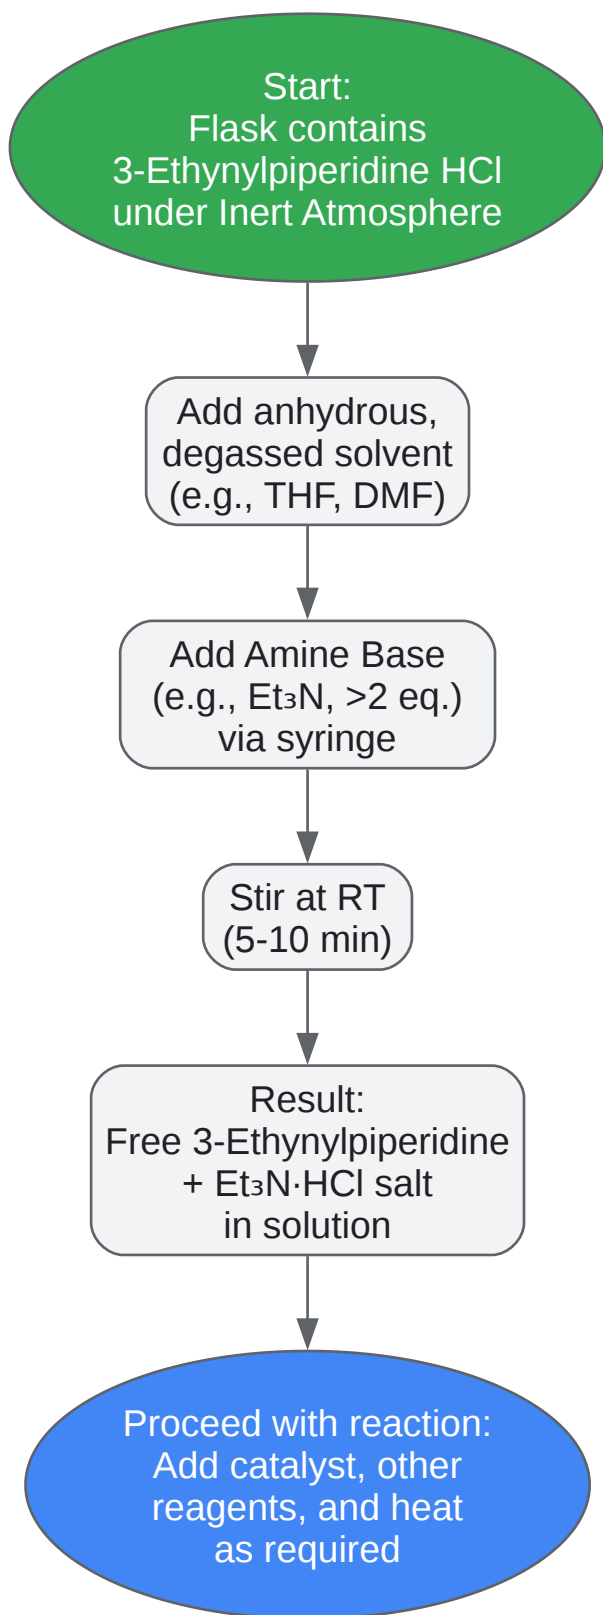 Start:
Flask contains
3-Ethynylpiperidine HCl
under Inert Atmosphere
Add anhydrous,
degassed solvent
(e.g., THF, DMF)
Add Amine Base
(e.g., Et₃N, >2 eq.)
via syringe
Stir at RT
(5-10 min)
Result:
Free 3-Ethynylpiperidine
+ Et₃N·HCl salt
in solution
Proceed with reaction:
Add catalyst, other
reagents, and heat
as required